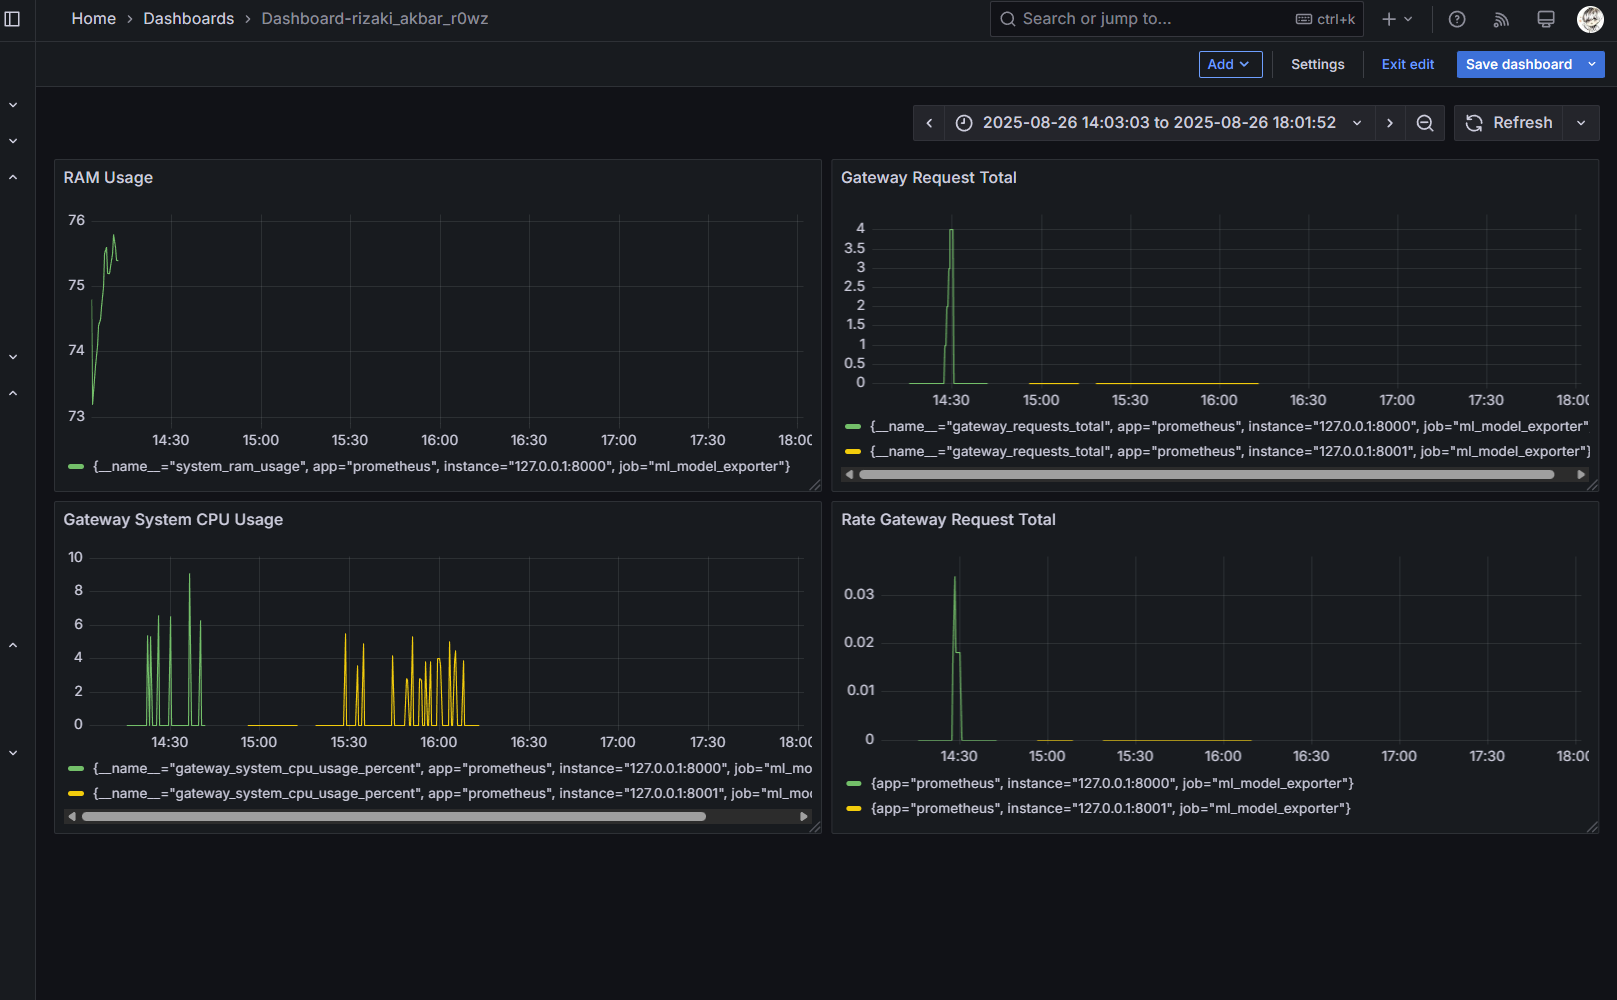 Home › Dashboards › Dashboard-rizaki_akbar_r0wz
Search or jump to... ctrl+k
Add Settings Exit edit Save dashboard
2025-08-26 14:03:03 to 2025-08-26 18:01:52 Refresh
RAM Usage
76
75
74
73
14:30 15:00 15:30 16:00 16:30 17:00 17:30 18:00
{__name__="system_ram_usage", app="prometheus", instance="127.0.0.1:8000", job="ml_model_exporter"}
Gateway Request Total
4
3.5
3
2.5
2
1.5
1
0.5
0
14:30 15:00 15:30 16:00 16:30 17:00 17:30 18:00
{__name__="gateway_requests_total", app="prometheus", instance="127.0.0.1:8000", job="ml_model_exporter"
{__name__="gateway_requests_total", app="prometheus", instance="127.0.0.1:8001", job="ml_model_exporter"}
Gateway System CPU Usage
10
8
6
4
2
0
14:30 15:00 15:30 16:00 16:30 17:00 17:30 18:00
{__name__="gateway_system_cpu_usage_percent", app="prometheus", instance="127.0.0.1:8000", job="ml_mo
{__name__="gateway_system_cpu_usage_percent", app="prometheus", instance="127.0.0.1:8001", job="ml_mo
Rate Gateway Request Total
0.03
0.02
0.01
0
14:30 15:00 15:30 16:00 16:30 17:00 17:30 18:00
{app="prometheus", instance="127.0.0.1:8000", job="ml_model_exporter"}
{app="prometheus", instance="127.0.0.1:8001", job="ml_model_exporter"}